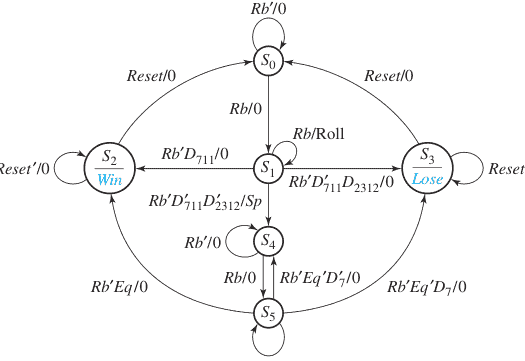 Rb′/0
S₀
Reset/0
Reset/0
Rb/0
Rb/Roll
S₂
Win
Rb′D₇₁₁/0
S₁
Rb′D′₇₁₁D₂₃₁₂/0
S₃
Lose
Reset′/0
Reset
Rb′D′₇₁₁D′₂₃₁₂/Sp
Rb′/0
S₄
Rb/0
Rb′Eq′D′₇/0
Rb′Eq/0
Rb′Eq′D₇/0
S₅